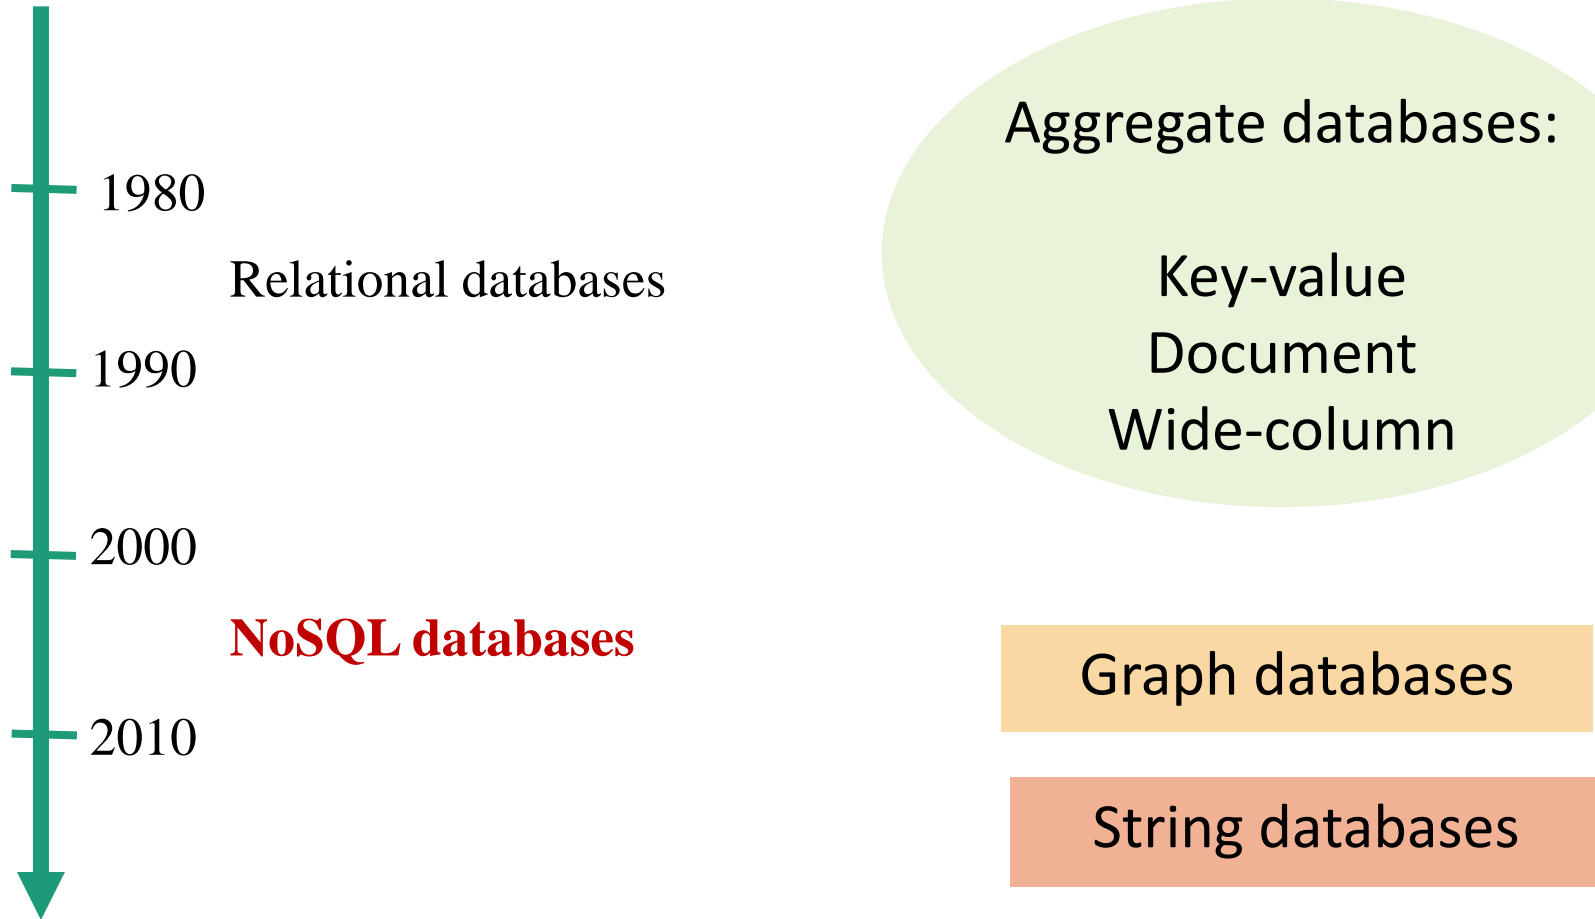 1980
Relational databases
1990
2000
NoSQL databases
2010
Aggregate databases:
Key-value
Document
Wide-column
Graph databases
String databases